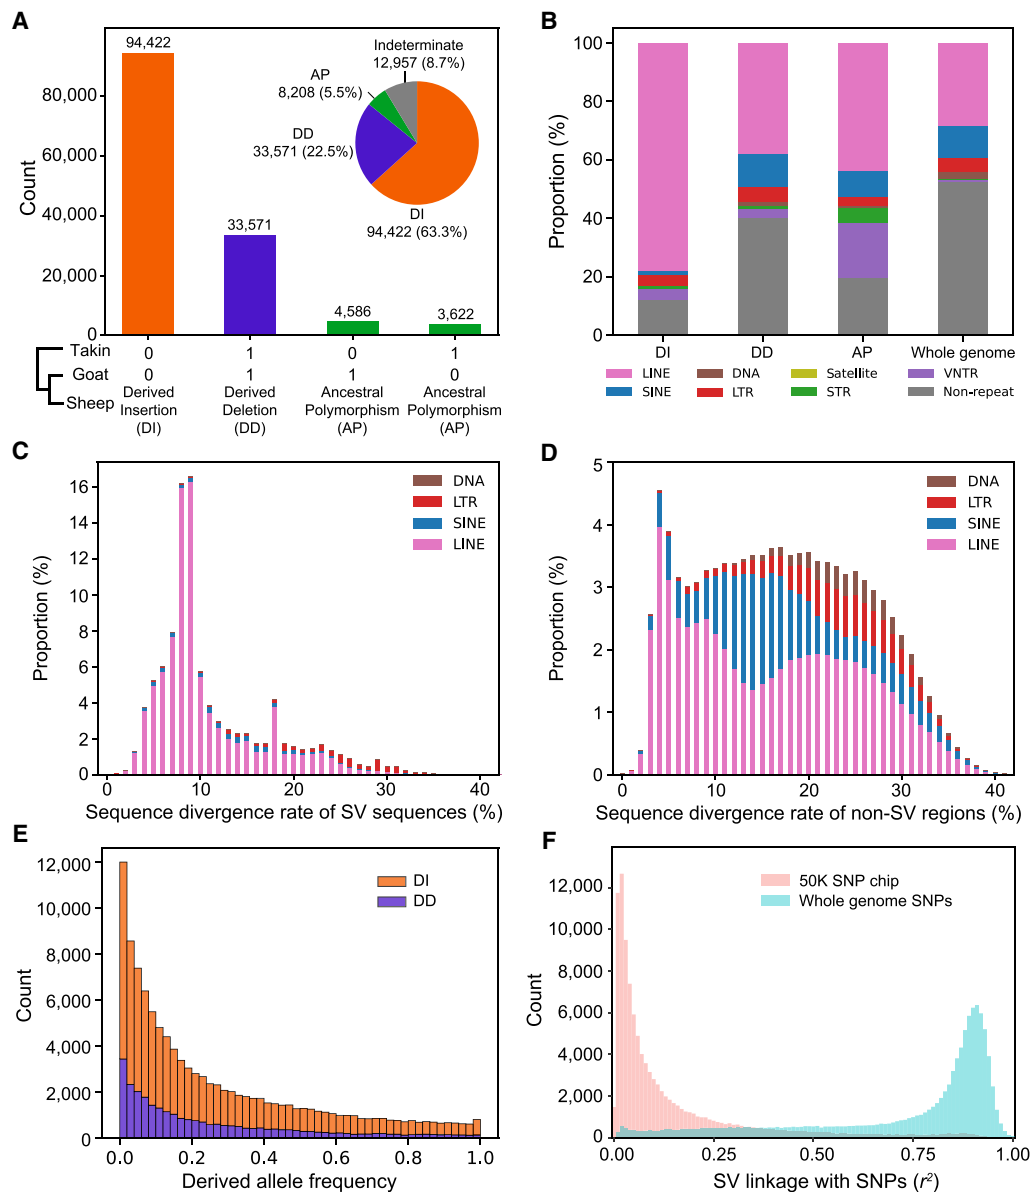 A
94,422
80,000
60,000
40,000
20,000
0
Count
33,571
4,586
3,622
Indeterminate
12,957 (8.7%)
AP
8,208 (5.5%)
DD
33,571 (22.5%)
DI
94,422 (63.3%)
Takin 0 1 0 1
Goat 0 1 1 0
Sheep
Derived Insertion (DI)
Derived Deletion (DD)
Ancestral Polymorphism (AP)
Ancestral Polymorphism (AP)
B
Proportion (%)
100
80
60
40
20
0
DI DD AP Whole genome
LINE DNA Satellite VNTR
SINE LTR STR Non-repeat
C
Proportion (%)
16
14
12
10
8
6
4
2
0
DNA
LTR
SINE
LINE
0 10 20 30 40
Sequence divergence rate of SV sequences (%)
D
Proportion (%)
5
4
3
2
1
0
DNA
LTR
SINE
LINE
0 10 20 30 40
Sequence divergence rate of non-SV regions (%)
E
Count
12,000
10,000
8,000
6,000
4,000
2,000
0
DI
DD
0.0 0.2 0.4 0.6 0.8 1.0
Derived allele frequency
F
Count
12,000
10,000
8,000
6,000
4,000
2,000
0
50K SNP chip
Whole genome SNPs
0.00 0.25 0.50 0.75 1.00
SV linkage with SNPs (r²)